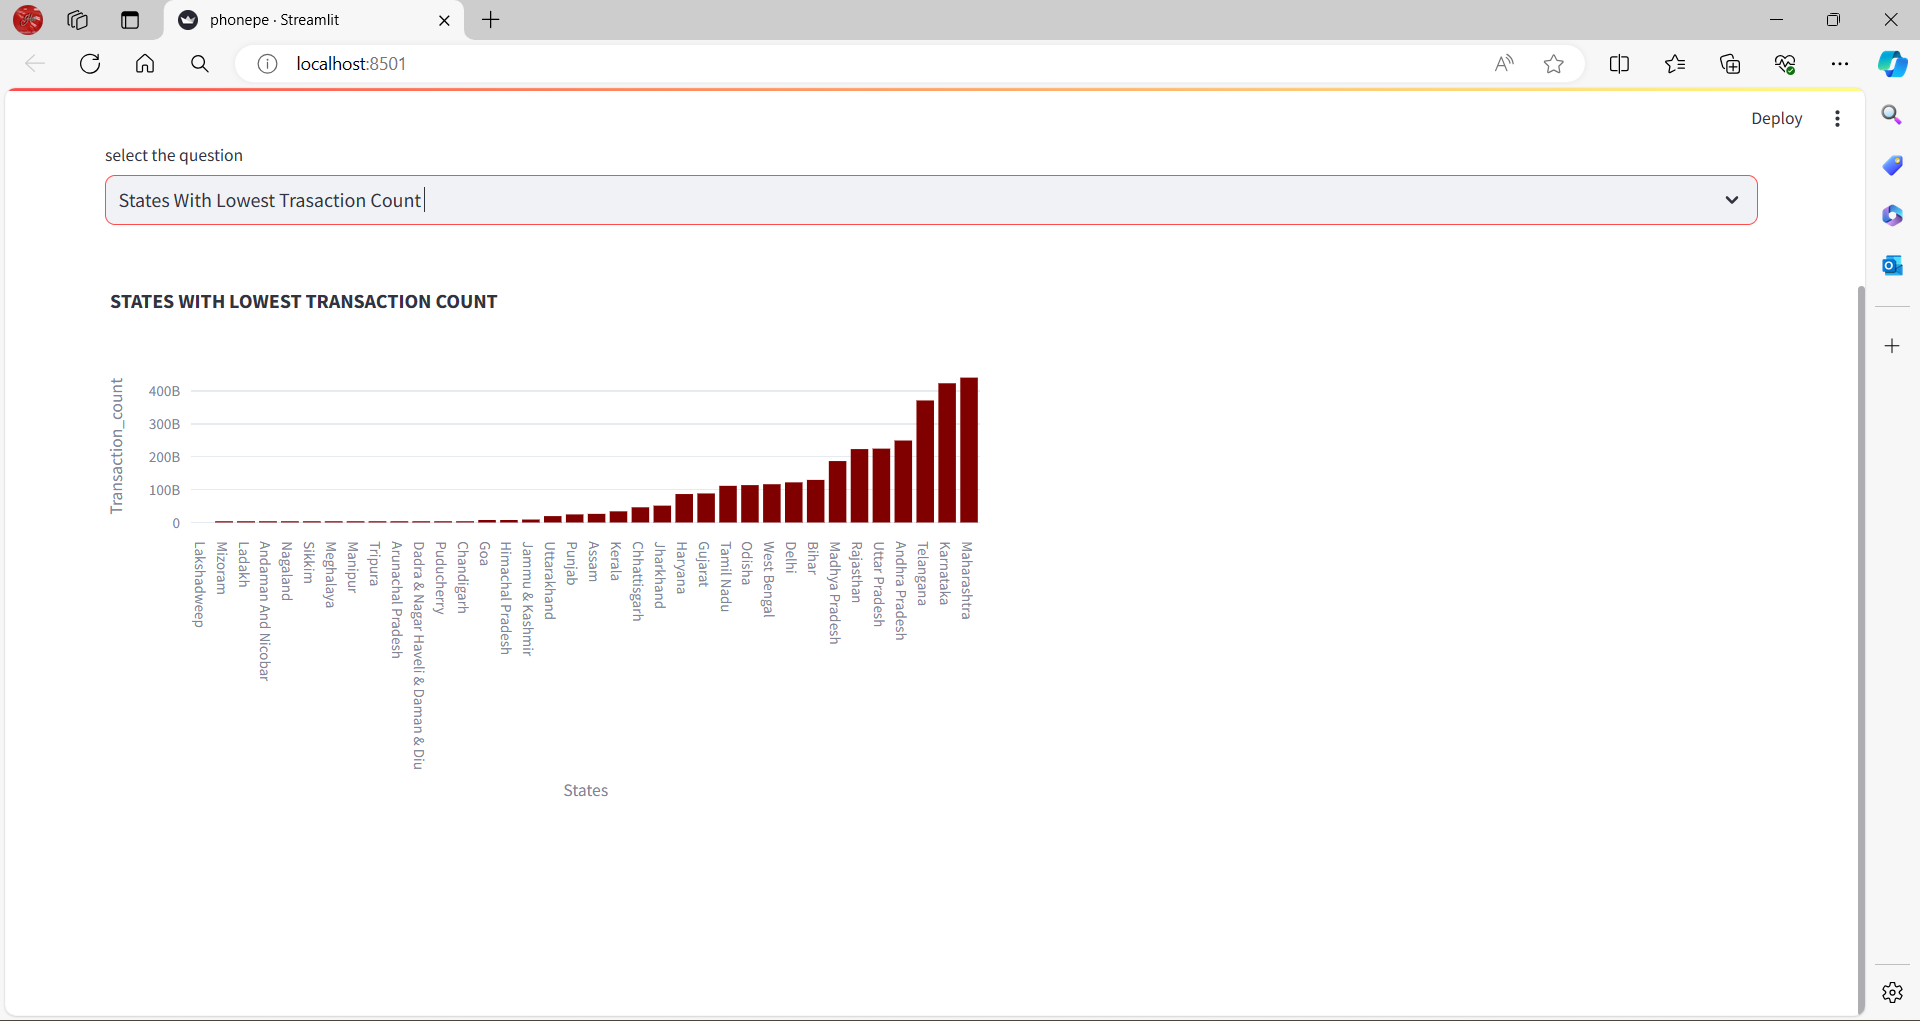 phonepe · Streamlit
localhost:8501
Deploy
select the question
States With Lowest Trasaction Count
STATES WITH LOWEST TRANSACTION COUNT
Transaction_count
400B
300B
200B
100B
0
Lakshadweep
Mizoram
Ladakh
Andaman And Nicobar
Nagaland
Sikkim
Meghalaya
Manipur
Tripura
Arunachal Pradesh
Dadra & Nagar Haveli & Daman & Diu
Puducherry
Chandigarh
Goa
Himachal Pradesh
Jammu & Kashmir
Uttarakhand
Punjab
Assam
Kerala
Chhattisgarh
Jharkhand
Haryana
Gujarat
Tamil Nadu
Odisha
West Bengal
Delhi
Bihar
Madhya Pradesh
Rajasthan
Uttar Pradesh
Andhra Pradesh
Telangana
Karnataka
Maharashtra
States